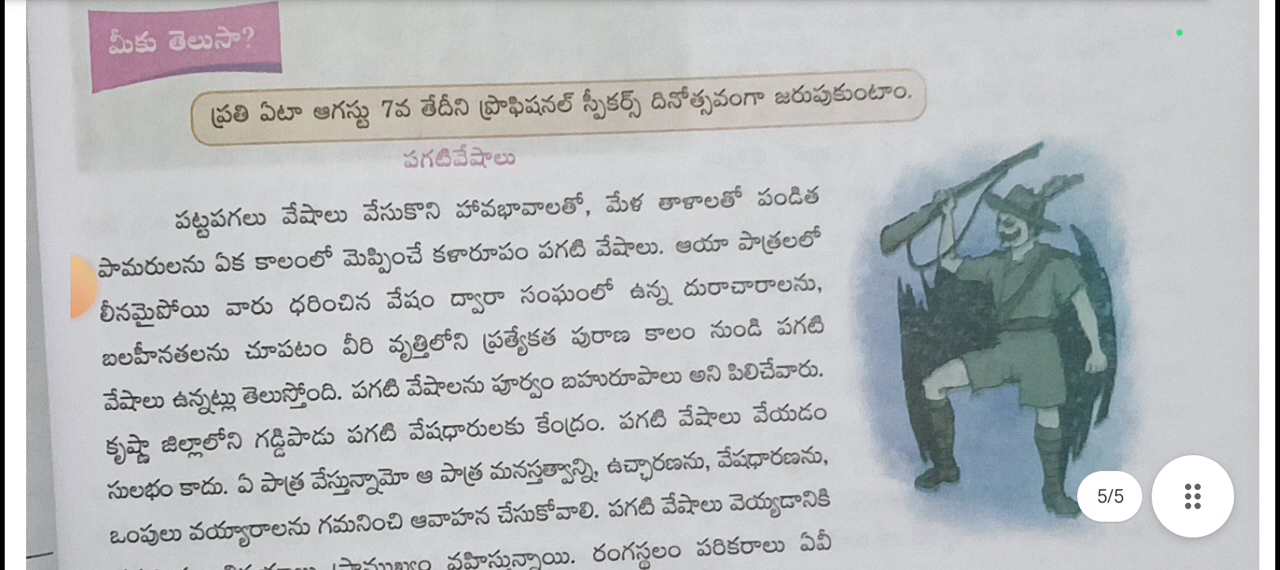 మీకు తెలుసా?
ప్రతి ఏటా ఆగస్టు 7వ తేదీని ప్రొఫిషనల్ స్పీకర్స్ దినోత్సవంగా జరుపుకుంటాం.
పగటివేషాలు
పట్టపగలు వేషాలు వేసుకొని హావభావాలతో, మేళ తాళాలతో పండిత
పామరులను ఏక కాలంలో మెప్పించే కళారూపం పగటి వేషాలు. ఆయా పాత్రలలో
లీనమైపోయి వారు ధరించిన వేషం ద్వారా సంఘంలో ఉన్న దురాచారాలను,
బలహీనతలను చూపటం వీరి వృత్తిలోని ప్రత్యేకత పురాణ కాలం నుండి పగటి
వేషాలు ఉన్నట్లు తెలుస్తోంది. పగటి వేషాలను పూర్వం బహురూపాలు అని పిలిచేవారు.
కృష్ణా జిల్లాలోని గడ్డిపాడు పగటి వేషధారులకు కేంద్రం. పగటి వేషాలు వేయడం
సులభం కాదు. ఏ పాత్ర వేస్తున్నామో ఆ పాత్ర మనస్తత్వాన్ని, ఉచ్ఛారణను, వేషధారణను,
ఒంపులు వయ్యారాలను గమనించి ఆవాహన చేసుకోవాలి. పగటి వేషాలు వెయ్యడానికి
ప్రాముఖ్యం వహిస్తున్నాయి. రంగస్థలం పరికరాలు ఏవీ
5/5